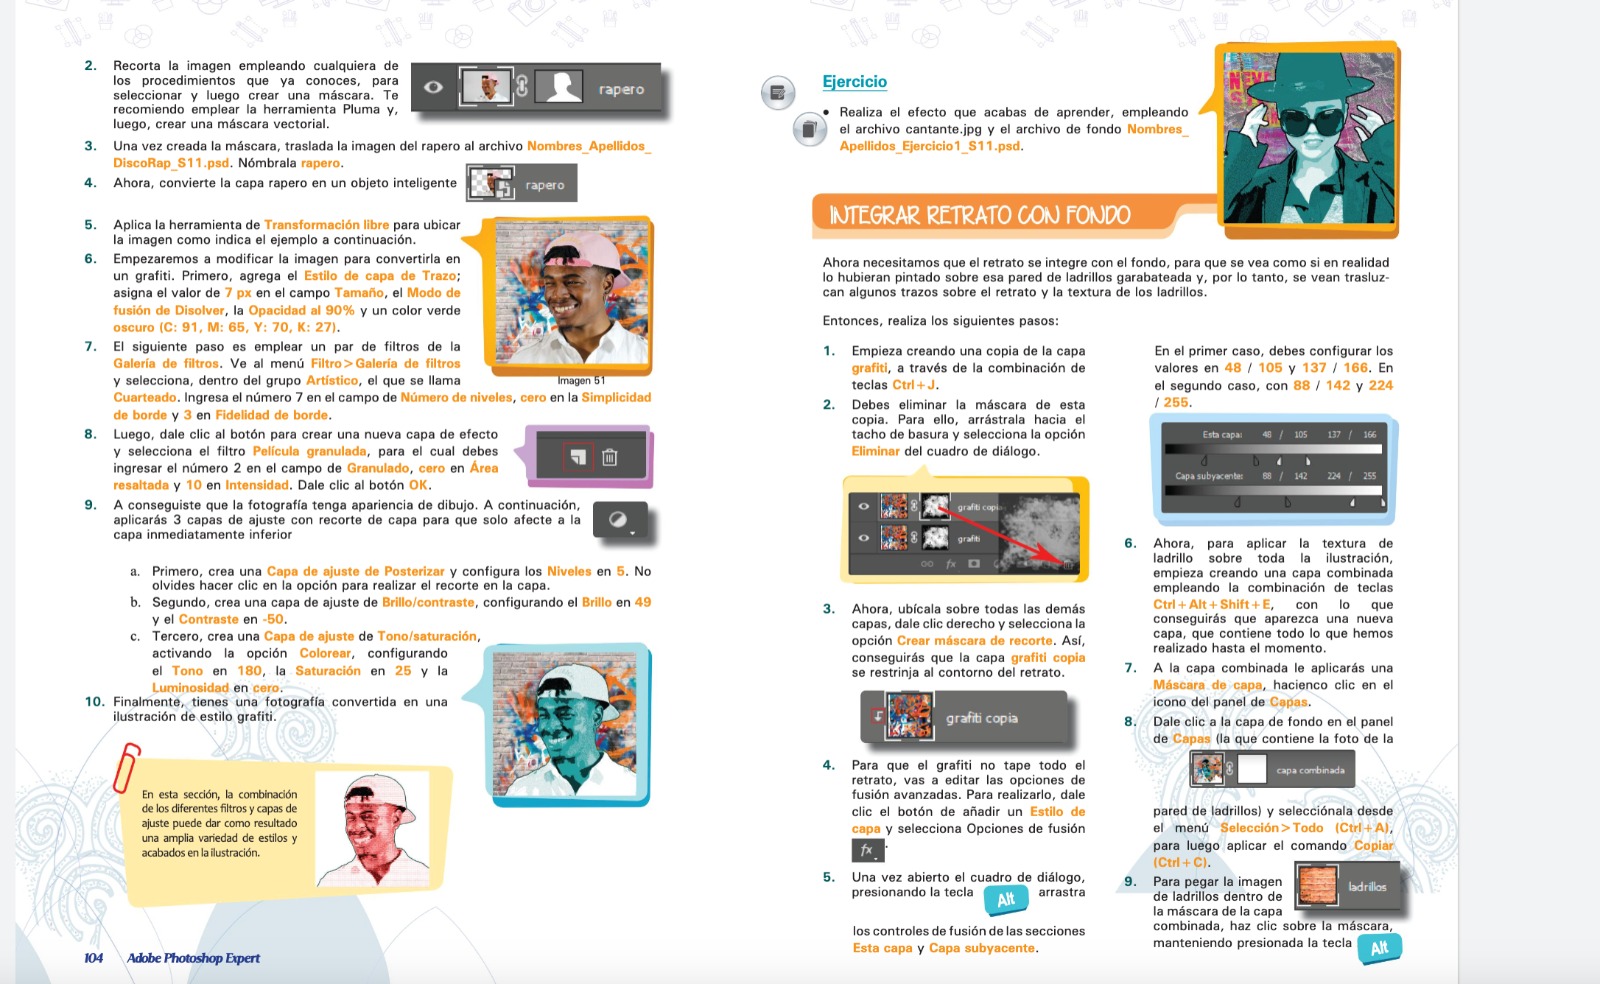 2. Recorta la imagen empleando cualquiera de
los procedimientos que ya conoces, para
seleccionar y luego crear una máscara. Te
recomiendo emplear la herramienta Pluma y,
luego, crear una máscara vectorial.
rapero
3. Una vez creada la máscara, traslada la imagen del rapero al archivo Nombres_Apellidos_
DiscoRap_S11.psd. Nómbrala rapero.
4. Ahora, convierte la capa rapero en un objeto inteligente
rapero
5. Aplica la herramienta de Transformación libre para ubicar
la imagen como indica el ejemplo a continuación.
6. Empezaremos a modificar la imagen para convertirla en
un grafiti. Primero, agrega el Estilo de capa de Trazo;
asigna el valor de 7 px en el campo Tamaño, el Modo de
fusión de Disolver, la Opacidad al 90% y un color verde
oscuro (C: 91, M: 65, Y: 70, K: 27).
7. El siguiente paso es emplear un par de filtros de la
Galería de filtros. Ve al menú Filtro>Galería de filtros
y selecciona, dentro del grupo Artístico, el que se llama
Imagen 51
Cuarteado. Ingresa el número 7 en el campo de Número de niveles, cero en la Simplicidad
de borde y 3 en Fidelidad de borde.
8. Luego, dale clic al botón para crear una nueva capa de efecto
y selecciona el filtro Película granulada, para el cual debes
ingresar el número 2 en el campo de Granulado, cero en Área
resaltada y 10 en Intensidad. Dale clic al botón OK.
9. A conseguiste que la fotografía tenga apariencia de dibujo. A continuación,
aplicarás 3 capas de ajuste con recorte de capa para que solo afecte a la
capa inmediatamente inferior
a. Primero, crea una Capa de ajuste de Posterizar y configura los Niveles en 5. No
olvides hacer clic en la opción para realizar el recorte en la capa.
b. Segundo, crea una capa de ajuste de Brillo/contraste, configurando el Brillo en 49
y el Contraste en -50.
c. Tercero, crea una Capa de ajuste de Tono/saturación,
activando la opción Colorear, configurando
el Tono en 180, la Saturación en 25 y la
Luminosidad en cero.
10. Finalmente, tienes una fotografía convertida en una
ilustración de estilo grafiti.
En esta sección, la combinación
de los diferentes filtros y capas de
ajuste puede dar como resultado
una amplia variedad de estilos y
acabados en la ilustración.
104 Adobe Photoshop Expert
Ejercicio
• Realiza el efecto que acabas de aprender, empleando
el archivo cantante.jpg y el archivo de fondo Nombres_
Apellidos_Ejercicio1_S11.psd.
INTEGRAR RETRATO CON FONDO
Ahora necesitamos que el retrato se integre con el fondo, para que se vea como si en realidad
lo hubieran pintado sobre esa pared de ladrillos garabateada y, por lo tanto, se vean trasluz-
can algunos trazos sobre el retrato y la textura de los ladrillos.
Entonces, realiza los siguientes pasos:
1. Empieza creando una copia de la capa
grafiti, a través de la combinación de
teclas Ctrl+J.
2. Debes eliminar la máscara de esta
copia. Para ello, arrástrala hacia el
tacho de basura y selecciona la opción
Eliminar del cuadro de diálogo.
grafiti copia
grafiti
fx
3. Ahora, ubícala sobre todas las demás
capas, dale clic derecho y selecciona la
opción Crear máscara de recorte. Así,
conseguirás que la capa grafiti copia
se restrinja al contorno del retrato.
grafiti copia
4. Para que el grafiti no tape todo el
retrato, vas a editar las opciones de
fusión avanzadas. Para realizarlo, dale
clic el botón de añadir un Estilo de
capa y selecciona Opciones de fusión
fx.
5. Una vez abierto el cuadro de diálogo,
presionando la tecla Alt arrastra
los controles de fusión de las secciones
Esta capa y Capa subyacente.
En el primer caso, debes configurar los
valores en 48 / 105 y 137 / 166. En
el segundo caso, con 88 / 142 y 224
/ 255.
Esta capa: 48 / 105 137 / 166
Capa subyacente: 88 / 142 224 / 255
6. Ahora, para aplicar la textura de
ladrillo sobre toda la ilustración,
empieza creando una capa combinada
empleando la combinación de teclas
Ctrl+Alt+Shift+E, con lo que
conseguirás que aparezca una nueva
capa, que contiene todo lo que hemos
realizado hasta el momento.
7. A la capa combinada le aplicarás una
Máscara de capa, hacienco clic en el
icono del panel de Capas.
8. Dale clic a la capa de fondo en el panel
de Capas (la que contiene la foto de la
capa combinada
pared de ladrillos) y selecciónala desde
el menú Selección>Todo (Ctrl+A),
para luego aplicar el comando Copiar
(Ctrl+C).
9. Para pegar la imagen
de ladrillos dentro de
la máscara de la capa
ladrillos
combinada, haz clic sobre la máscara,
manteniendo presionada la tecla Alt